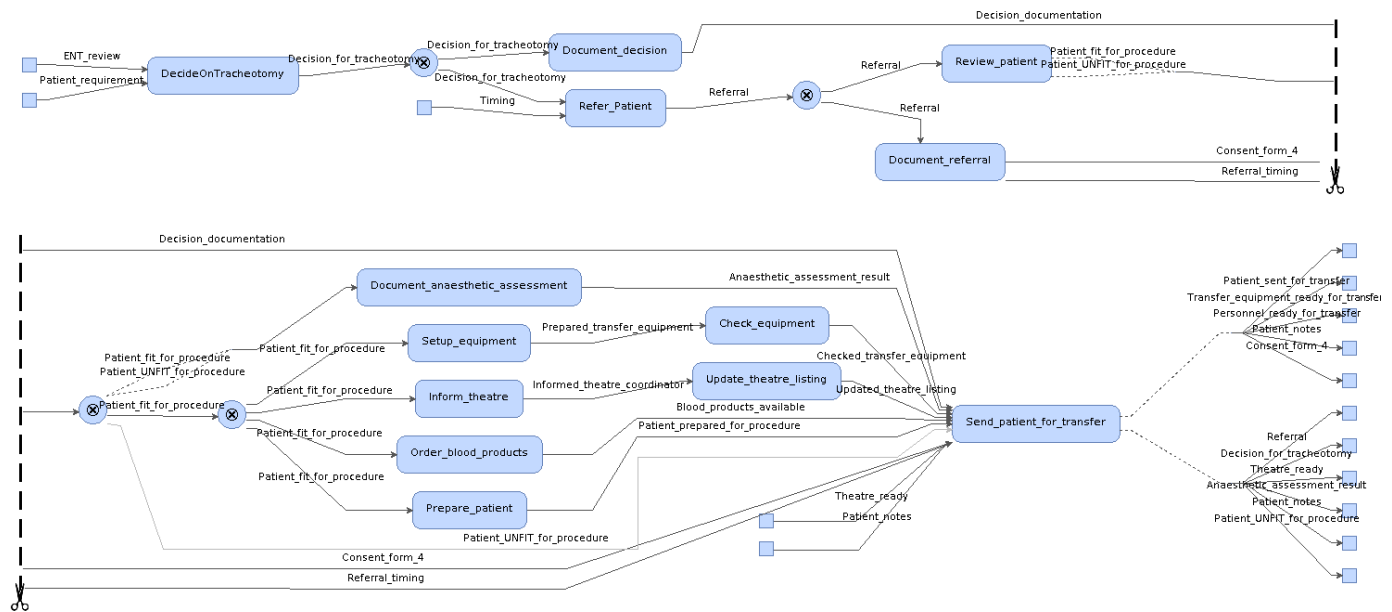 Decision_documentation
ENT_review
Decision_for_tracheotomy
Document_decision
Patient_fit_for_procedure
Decision_for_tracheotomy
Review_patient
Patient_UNFIT_for_procedure
DecideOnTracheotomy
Referral
Patient_requirement
Decision_for_tracheotomy
Timing
Refer_Patient
Referral
Referral
Document_referral
Consent_form_4
Referral_timing
Decision_documentation
Document_anaesthetic_assessment
Anaesthetic_assessment_result
Patient_sent_for_transfer
Transfer_equipment_ready_for_transfer
Personnel_ready_for_transfer
Prepared_transfer_equipment
Check_equipment
Patient_notes
Setup_equipment
Patient_fit_for_procedure
Consent_form_4
Patient_fit_for_procedure
Checked_transfer_equipment
Patient_UNFIT_for_procedure
Informed_theatre_coordinator
Update_theatre_listing
Patient_fit_for_procedure
Inform_theatre
Updated_theatre_listing
Patient_fit_for_procedure
Blood_products_available
Send_patient_for_transfer
Patient_prepared_for_procedure
Patient_fit_for_procedure
Referral
Order_blood_products
Decision_for_tracheotomy
Patient_fit_for_procedure
Theatre_ready
Anaesthetic_assessment_result
Theatre_ready
Patient_notes
Prepare_patient
Patient_notes
Patient_UNFIT_for_procedure
Patient_UNFIT_for_procedure
Consent_form_4
Referral_timing